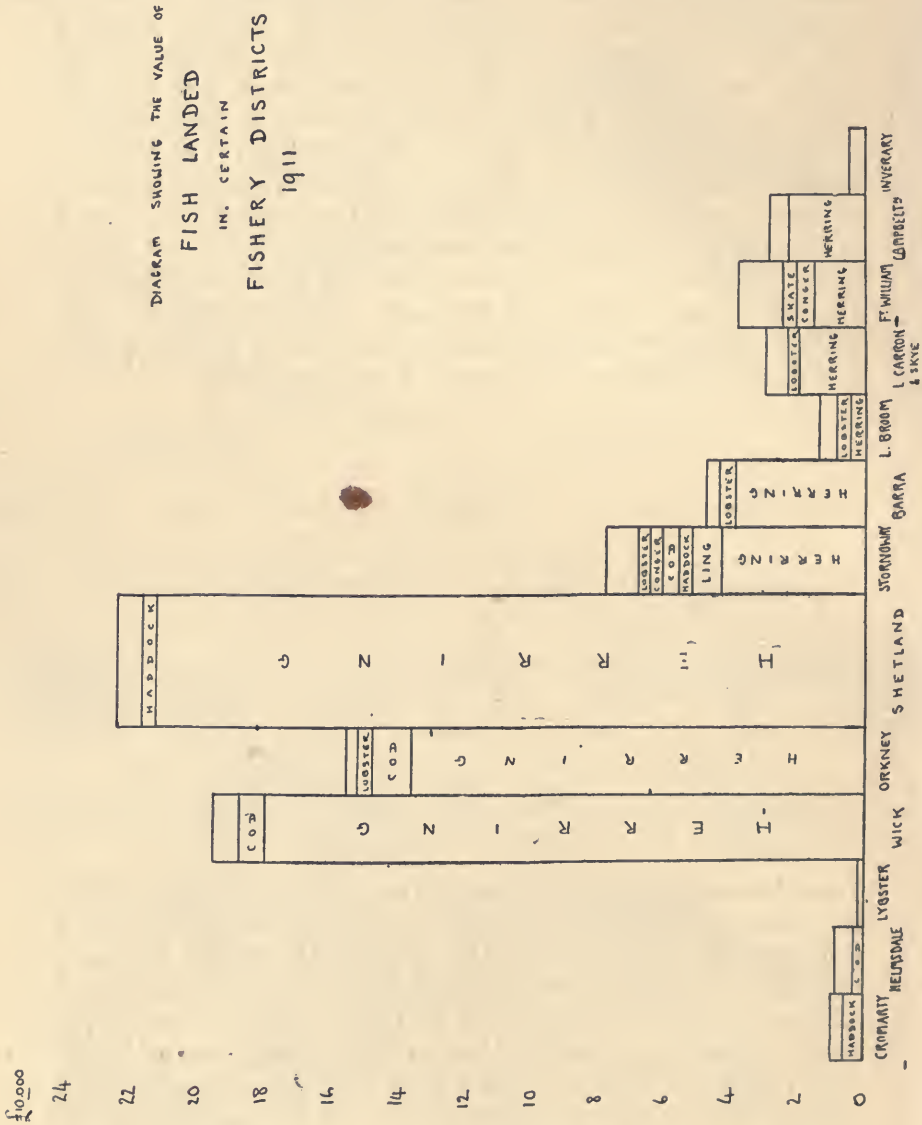 DIAGRAM SHOWING THE VALUE OF
FISH LANDED
IN. CERTAIN
FISHERY DISTRICTS
1911
£10.000
24
22
20
18
16
14
12
10
8
6
4
2
0
HADDOCK
COD
COD
HERRING
LOBSTER
COD
HERRING
HADDOCK
HERRING
LOBSTER
CONGER
COD
HADDOCK
LING
HERRING
LOBSTER
HERRING
LOBSTER
HERRING
LOBSTER
HERRING
SKATE
CONGER
HERRING
HERRING
CROMARTY
HELMSDALE
LYBSTER
WICK
ORKNEY
SHETLAND
STORNOWAY
BARRA
L. BROOM
L CARRON
& SKYE
FT. WILLIAM
CAMPBELTN
INVERARY